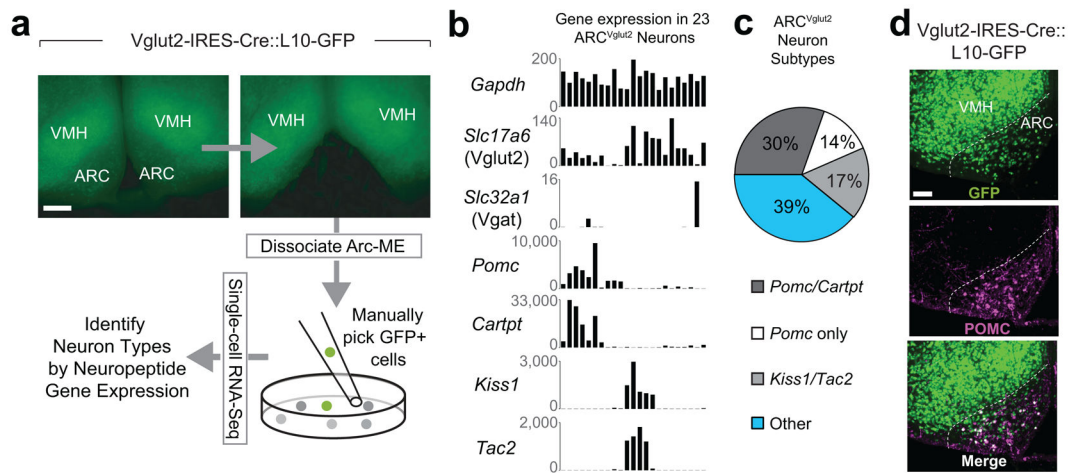 a
Vglut2-IRES-Cre::L10-GFP
VMH
VMH
ARC
ARC
VMH
VMH
Dissociate Arc-ME
Manually
pick GFP+
cells
Single-cell
RNA-Seq
Identify
Neuron Types
by Neuropeptide
Gene Expression
b
Gene expression in 23
ARCVglut2 Neurons
200
Gapdh
0
140
Slc17a6
(Vglut2)
0
16
Slc32a1
(Vgat)
0
10,000
Pomc
0
33,000
Cartpt
0
3,000
Kiss1
0
2,000
Tac2
0
c
ARCVglut2
Neuron
Subtypes
30%
14%
17%
39%
Pomc/Cartpt
Pomc only
Kiss1/Tac2
Other
d
Vglut2-IRES-Cre::
L10-GFP
VMH
ARC
GFP
POMC
Merge